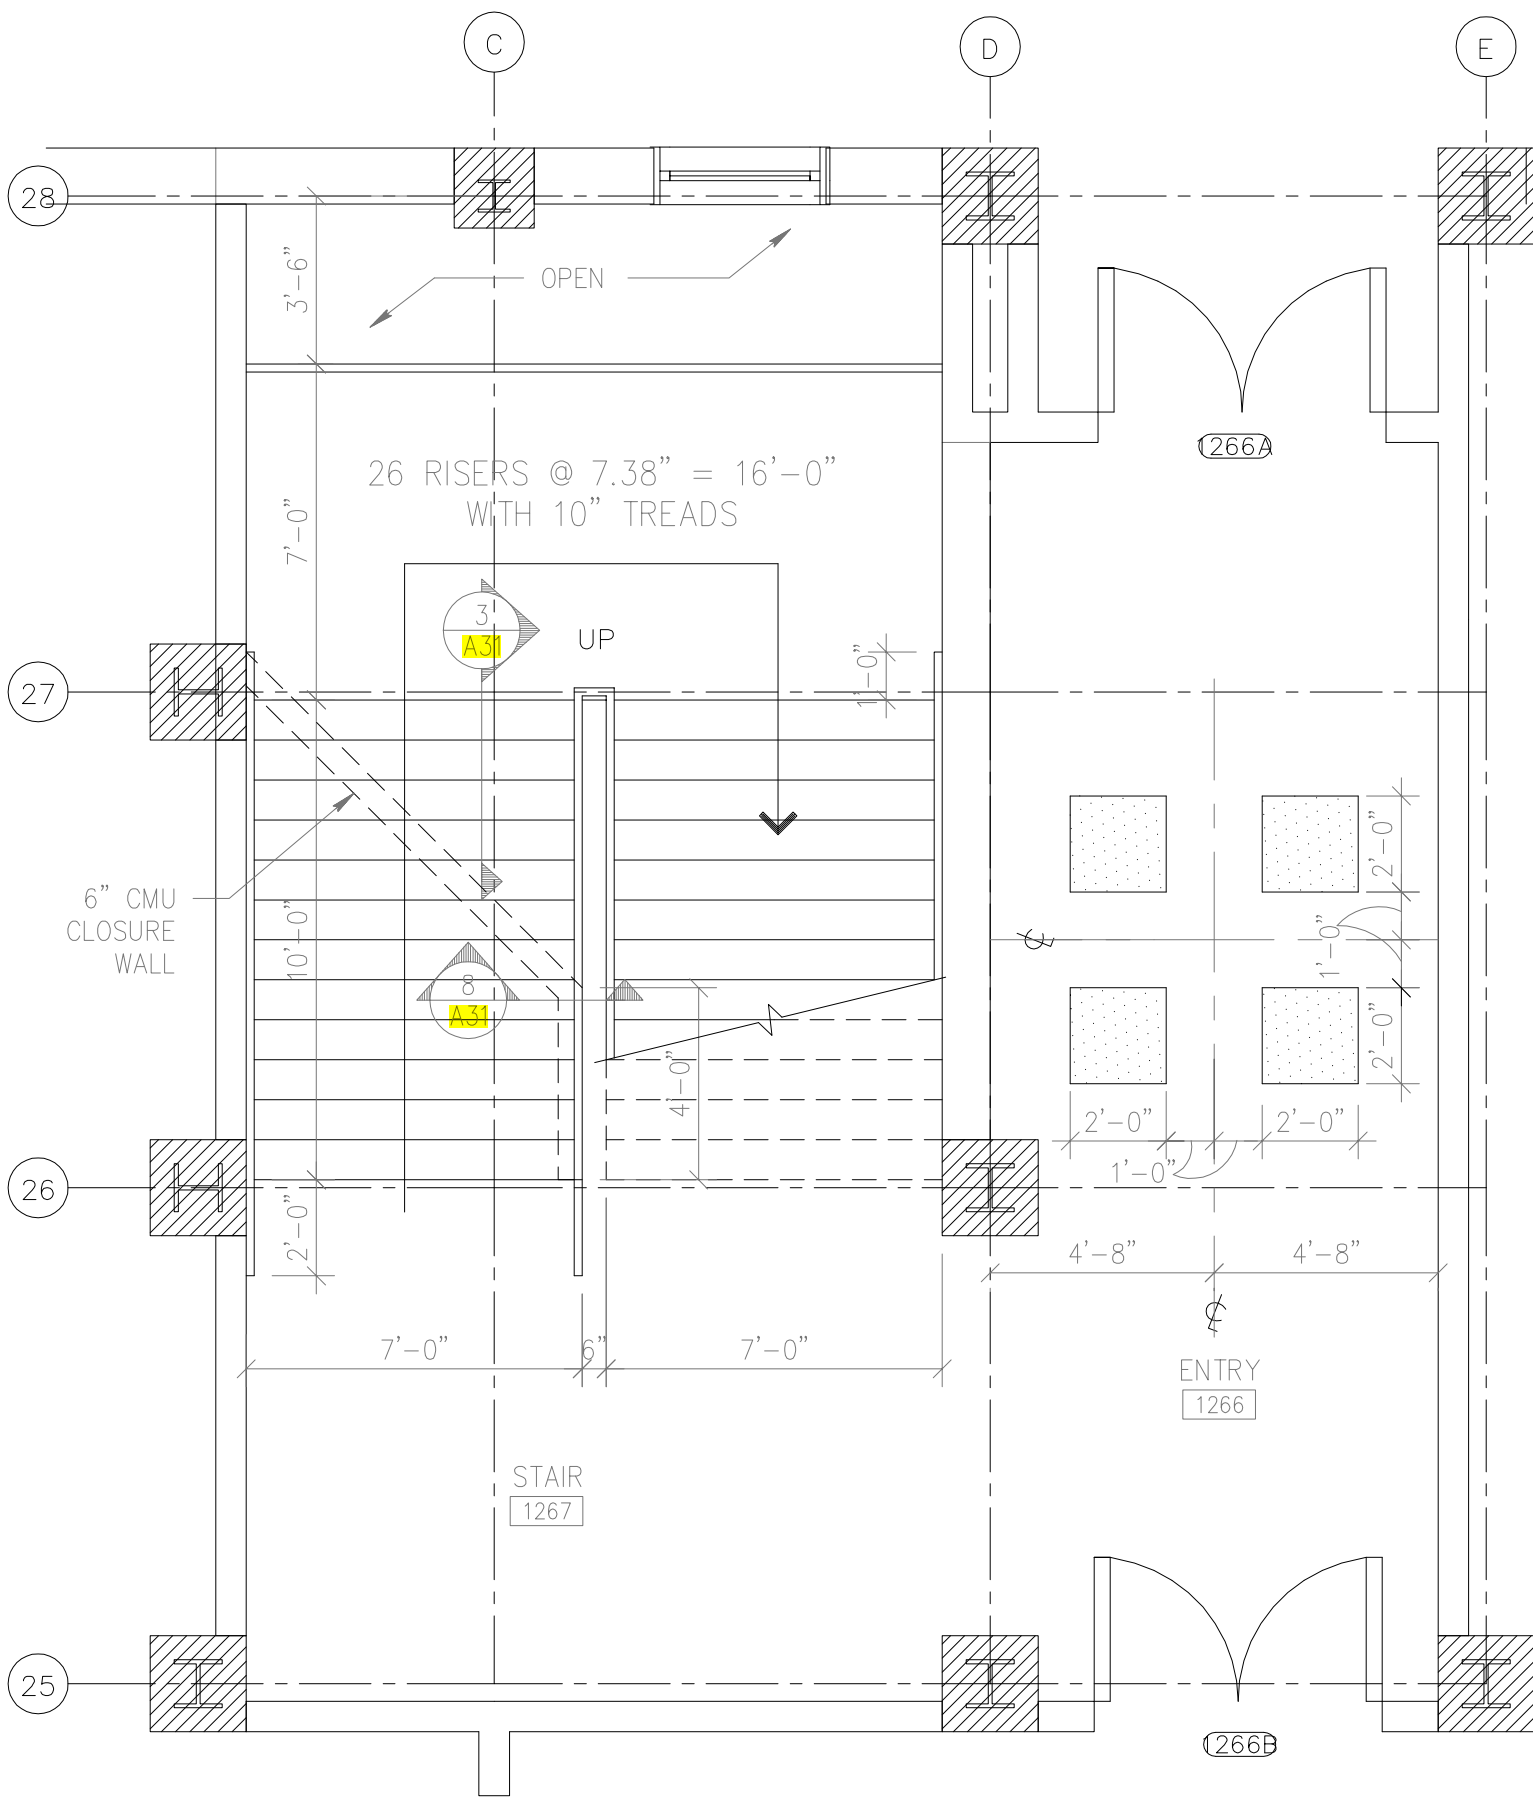 C
D
E
28
3'-6"
OPEN
1266A
26 RISERS @ 7.38" = 16'-0"
WITH 10" TREADS
7'-0"
3
A31
UP
1'-0"
27
6" CMU
CLOSURE
WALL
10'-0"
8
A31
4'-0"
2'-0"
1'-0"
2'-0"
2'-0"
2'-0"
1'-0"
26
2'-0"
4'-8"
4'-8"
℄
℄
7'-0"
6"
7'-0"
ENTRY
1266
STAIR
1267
25
1266B